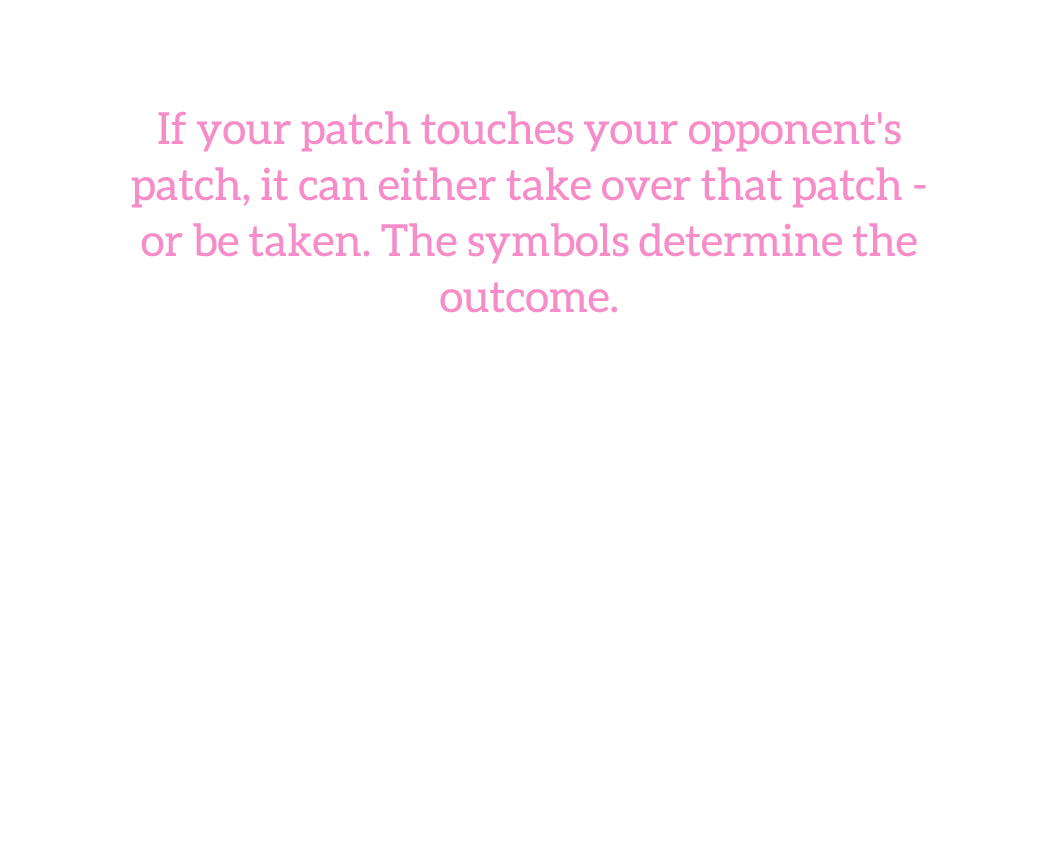 If your patch touches your opponent's
patch, it can either take over that patch -
or be taken. The symbols determine the
outcome.